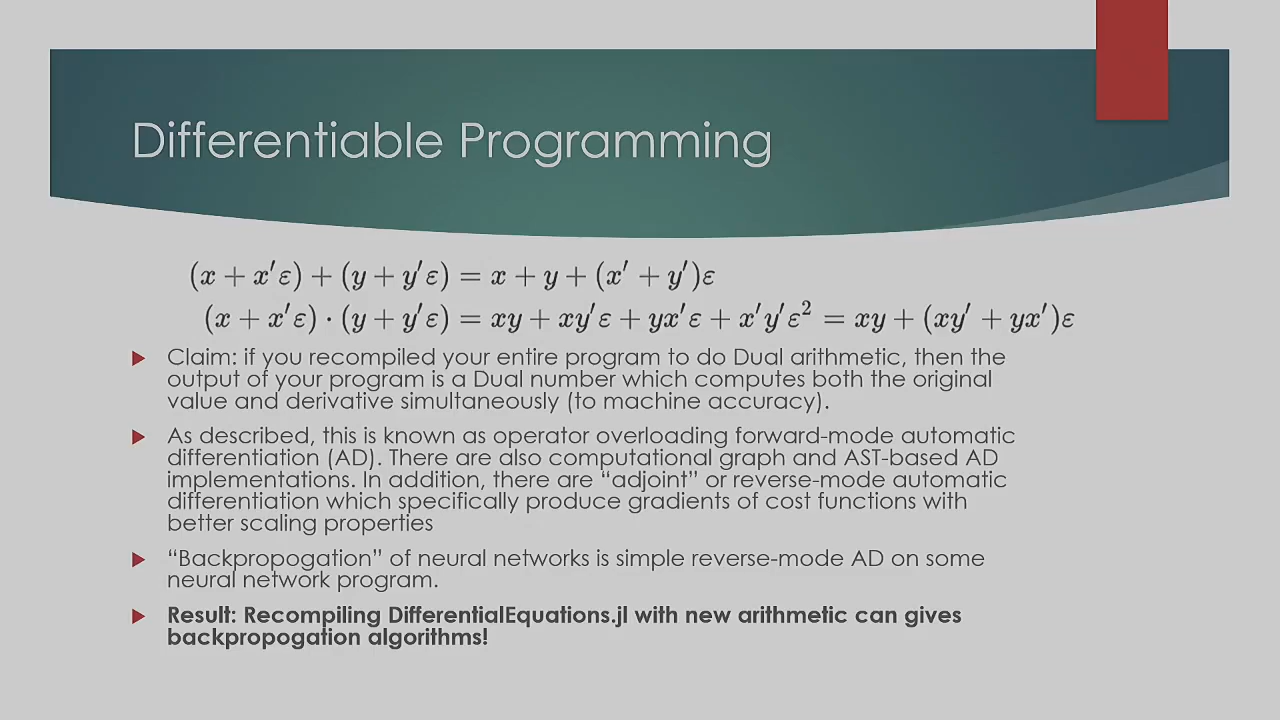 Differentiable Programming
(x + x′ε) + (y + y′ε) = x + y + (x′ + y′)ε
(x + x′ε) · (y + y′ε) = xy + xy′ε + yx′ε + x′y′ε² = xy + (xy′ + yx′)ε
Claim: if you recompiled your entire program to do Dual arithmetic, then the
output of your program is a Dual number which computes both the original
value and derivative simultaneously (to machine accuracy).
As described, this is known as operator overloading forward-mode automatic
differentiation (AD). There are also computational graph and AST-based AD
implementations. In addition, there are “adjoint” or reverse-mode automatic
differentiation which specifically produce gradients of cost functions with
better scaling properties
“Backpropogation” of neural networks is simple reverse-mode AD on some
neural network program.
Result: Recompiling DifferentialEquations.jl with new arithmetic can gives
backpropogation algorithms!